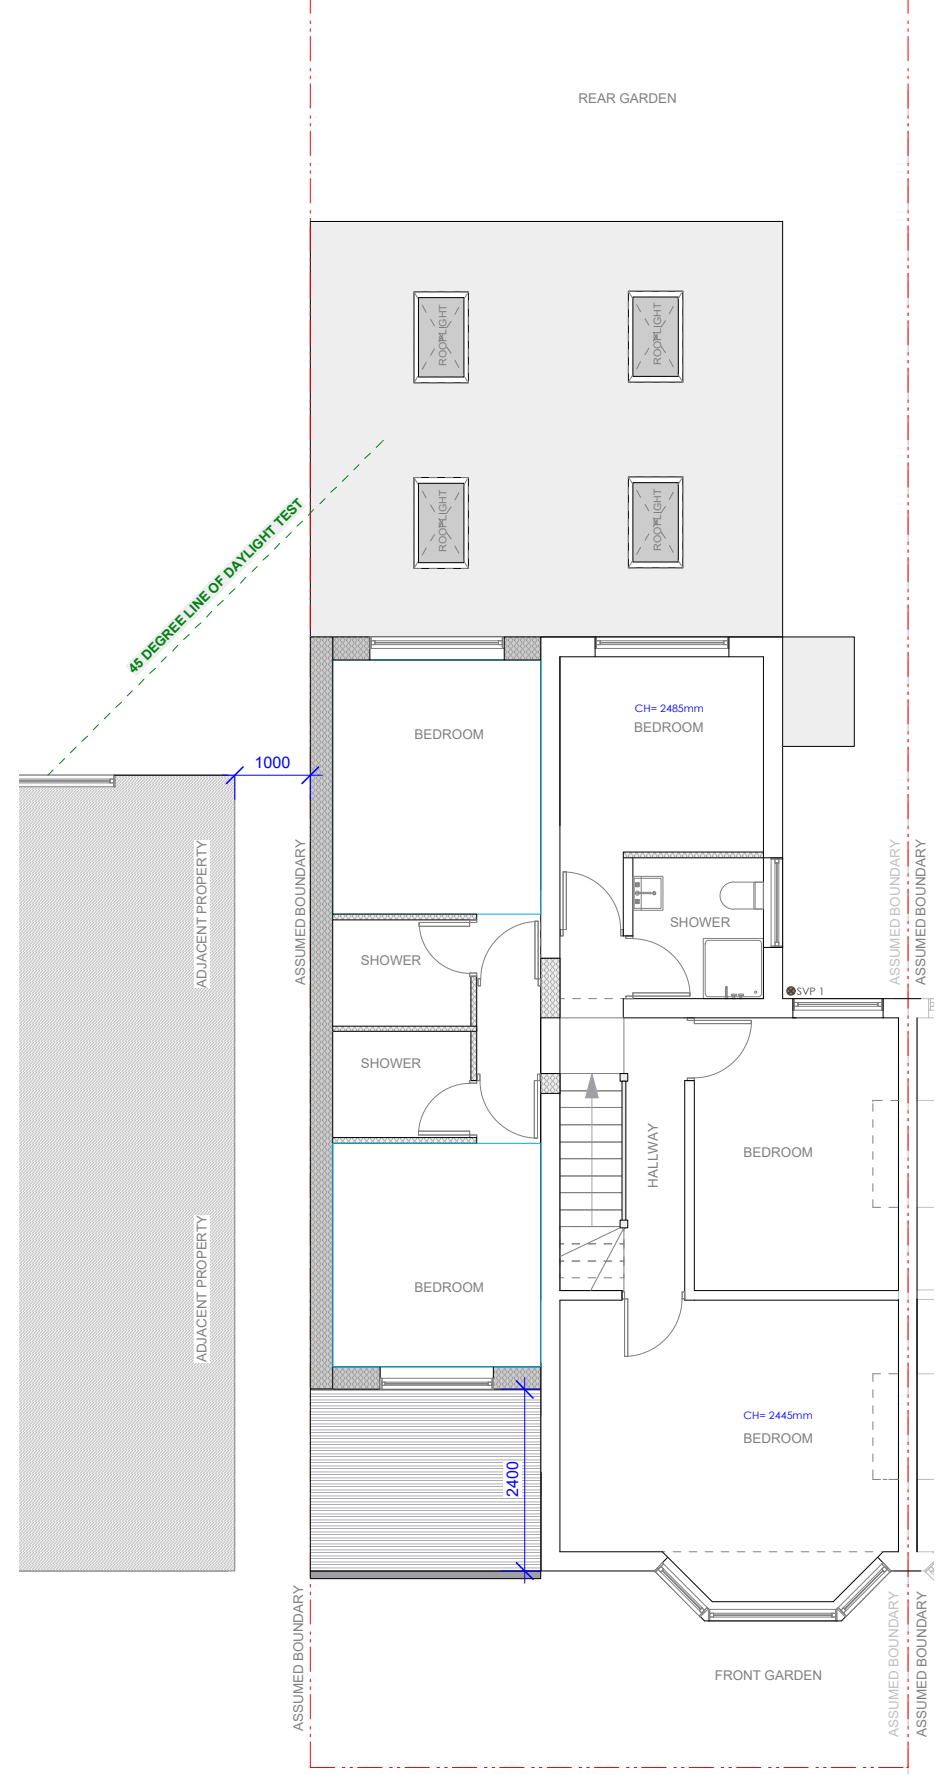 REAR GARDEN
ROOFLIGHT
ROOFLIGHT
ROOFLIGHT
ROOFLIGHT
45 DEGREE LINE OF DAYLIGHT TEST
CH= 2485mm
BEDROOM
BEDROOM
1000
ADJACENT PROPERTY
ASSUMED BOUNDARY
ASSUMED BOUNDARY
ASSUMED BOUNDARY
SHOWER
SHOWER
SVP 1
SHOWER
HALLWAY
BEDROOM
ADJACENT PROPERTY
BEDROOM
CH= 2445mm
BEDROOM
2400
ASSUMED BOUNDARY
ASSUMED BOUNDARY
ASSUMED BOUNDARY
FRONT GARDEN